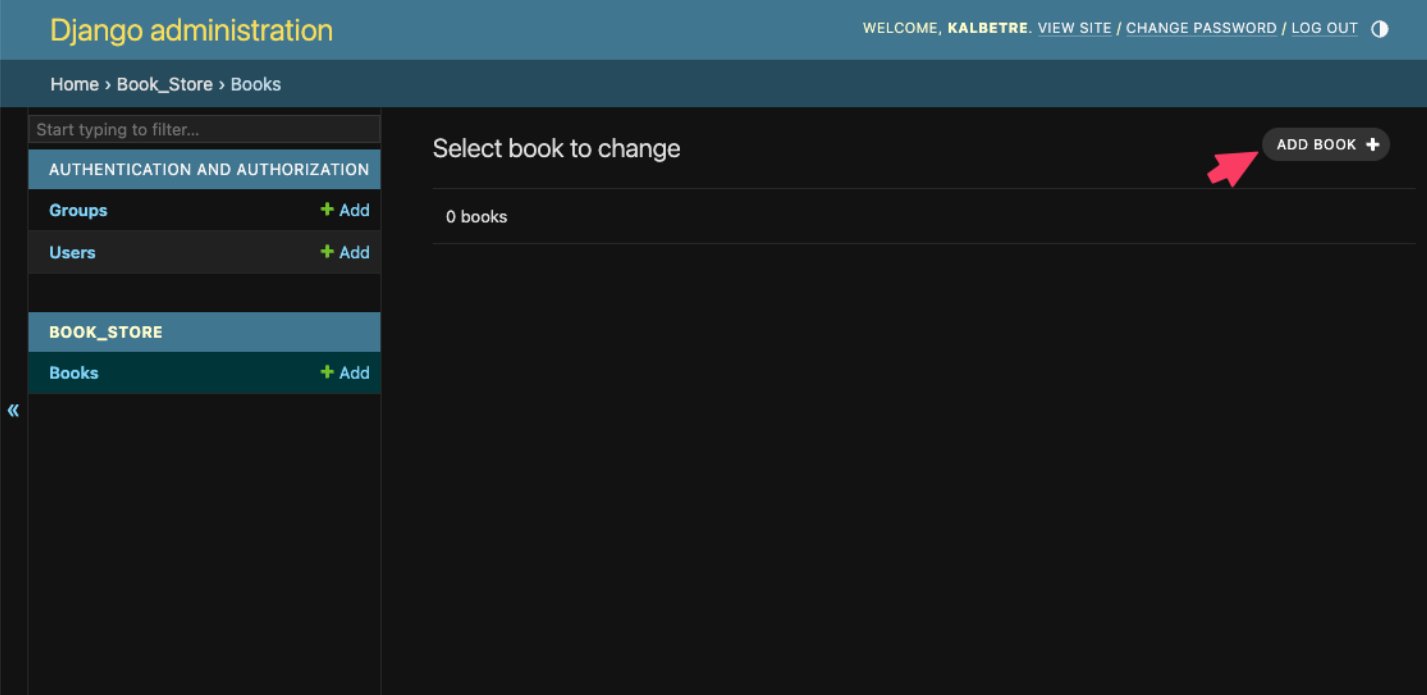 Django administration
WELCOME, KALBETRE. VIEW SITE / CHANGE PASSWORD / LOG OUT
Home › Book_Store › Books
Start typing to filter...
AUTHENTICATION AND AUTHORIZATION
Groups + Add
Users + Add
BOOK_STORE
Books + Add
«
Select book to change
ADD BOOK +
0 books